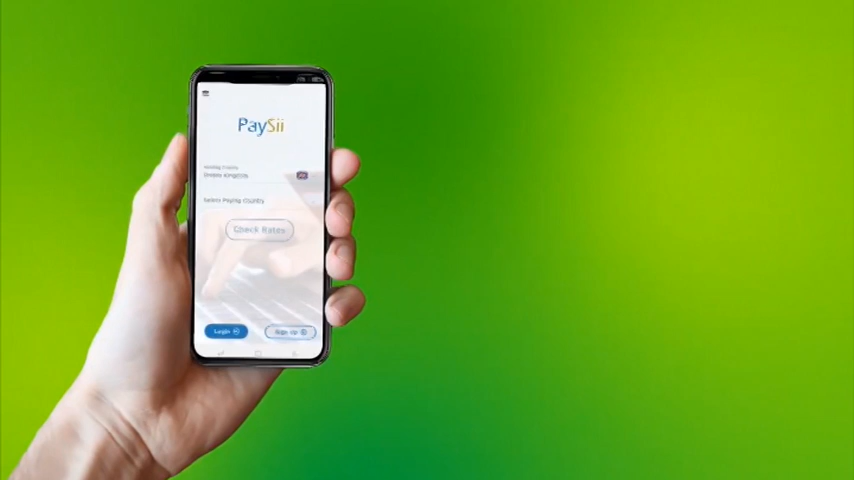 PaySii
Sending Country
United Kingdom
Select Paying Country
Check Rates
Login
Sign Up